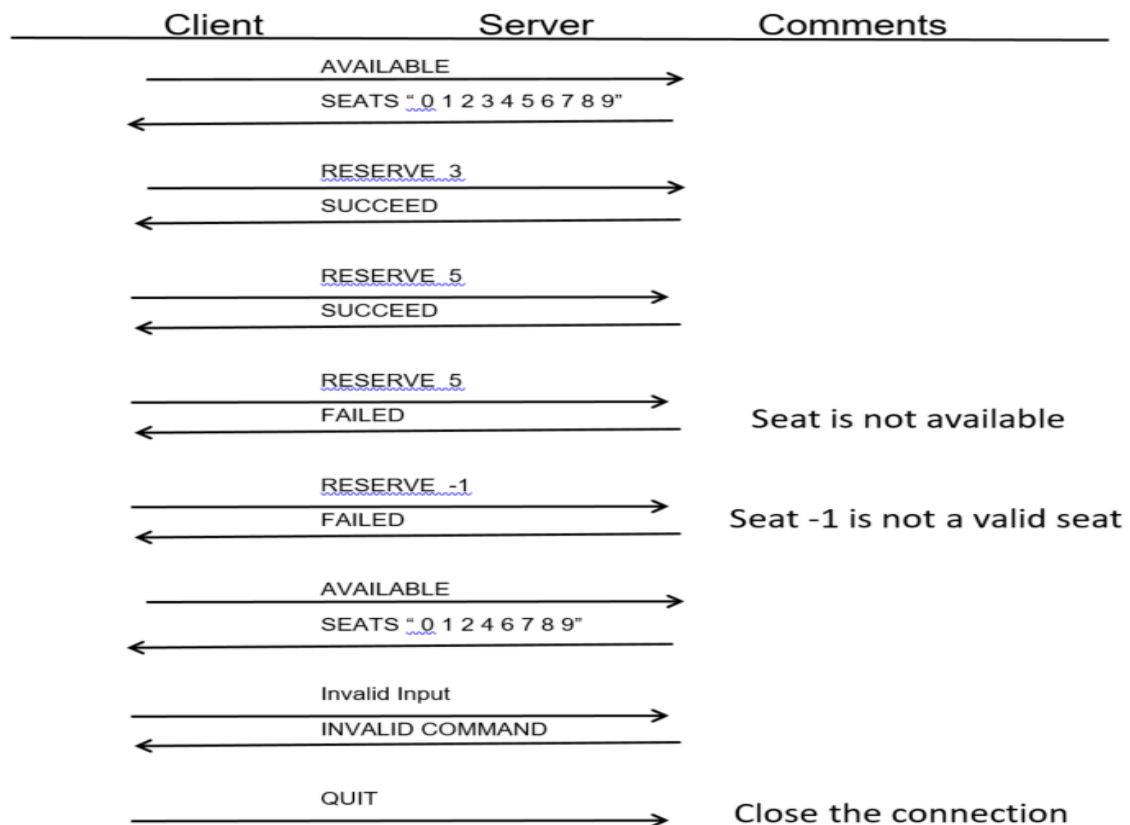 Client Server Comments
AVAILABLE
SEATS “ 0 1 2 3 4 5 6 7 8 9”
RESERVE 3
SUCCEED
RESERVE 5
SUCCEED
RESERVE 5
FAILED
Seat is not available
RESERVE -1
FAILED
Seat -1 is not a valid seat
AVAILABLE
SEATS “ 0 1 2 4 6 7 8 9”
Invalid Input
INVALID COMMAND
QUIT
Close the connection